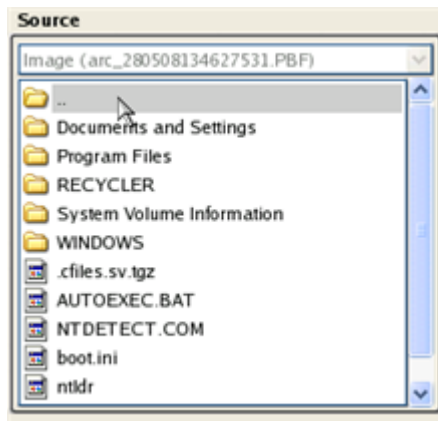 Source
Image (arc_280508134627531.PBF)
..
Documents and Settings
Program Files
RECYCLER
System Volume Information
WINDOWS
.cfiles.sv.tgz
AUTOEXEC.BAT
NTDETECT.COM
boot.ini
ntldr